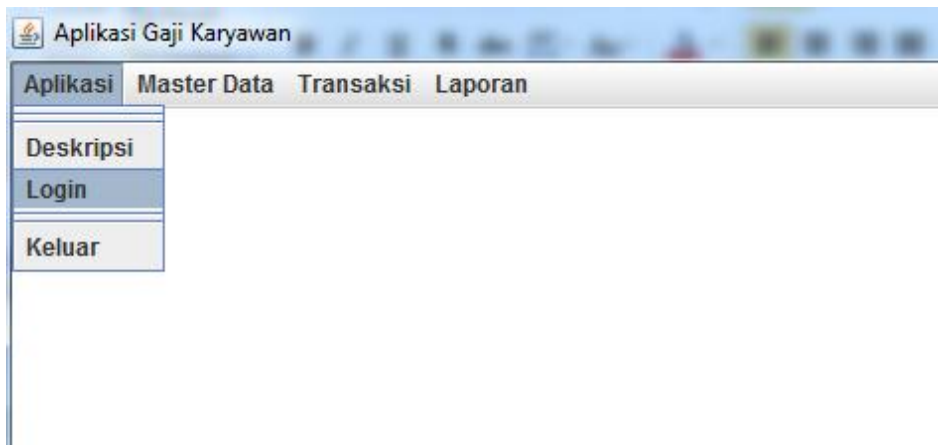 Aplikasi Gaji Karyawan
Aplikasi Master Data Transaksi Laporan
Deskripsi
Login
Keluar